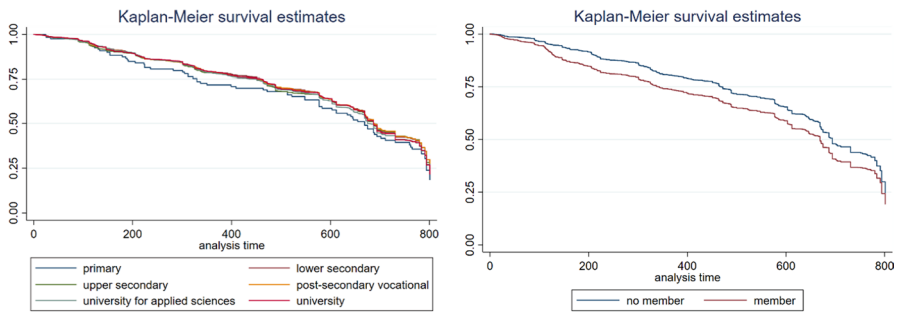 Kaplan-Meier survival estimates
1.00
0.75
0.50
0.25
0.00
0 200 400 600 800
analysis time
primary lower secondary
upper secondary post-secondary vocational
university for applied sciences university
Kaplan-Meier survival estimates
1.00
0.75
0.50
0.25
0.00
0 200 400 600 800
analysis time
no member member